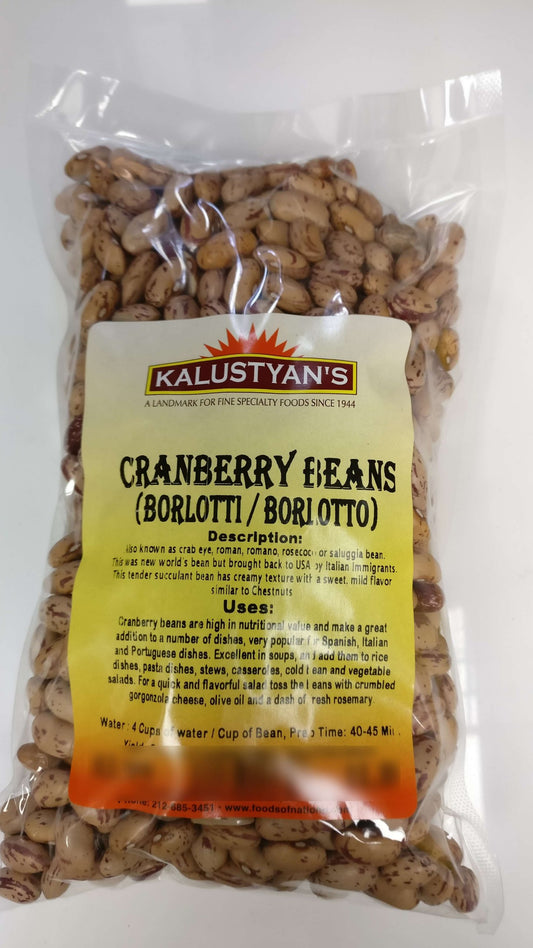 KALUSTYAN'S
A LANDMARK FOR FINE SPECIALTY FOODS SINCE 1944
CRANBERRY BEANS
(BORLOTTI / BORLOTTO)
Description:
Also known as crab eye, roman, romano, rosecoco or saluggia bean.
This was new world's bean but brought back to USA by Italian Immigrants.
This tender succulant bean has creamy texture with a sweet, mild flavor
similar to Chestnuts
Uses:
Cranberry beans are high in nutritional value and make a great
addition to a number of dishes, very popular for Spanish, Italian
and Portuguese dishes. Excellent in soups, and add them to rice
dishes, pasta dishes, stews, casseroles, cold bean and vegetable
salads. For a quick and flavorful salad toss the beans with crumbled
gorgonzola cheese, olive oil and a dash of fresh rosemary.
Water : 4 Cups of water / Cup of Bean, Prep Time: 40-45 Min.
Phone: 212-685-3451 • www.foodsofnations.com